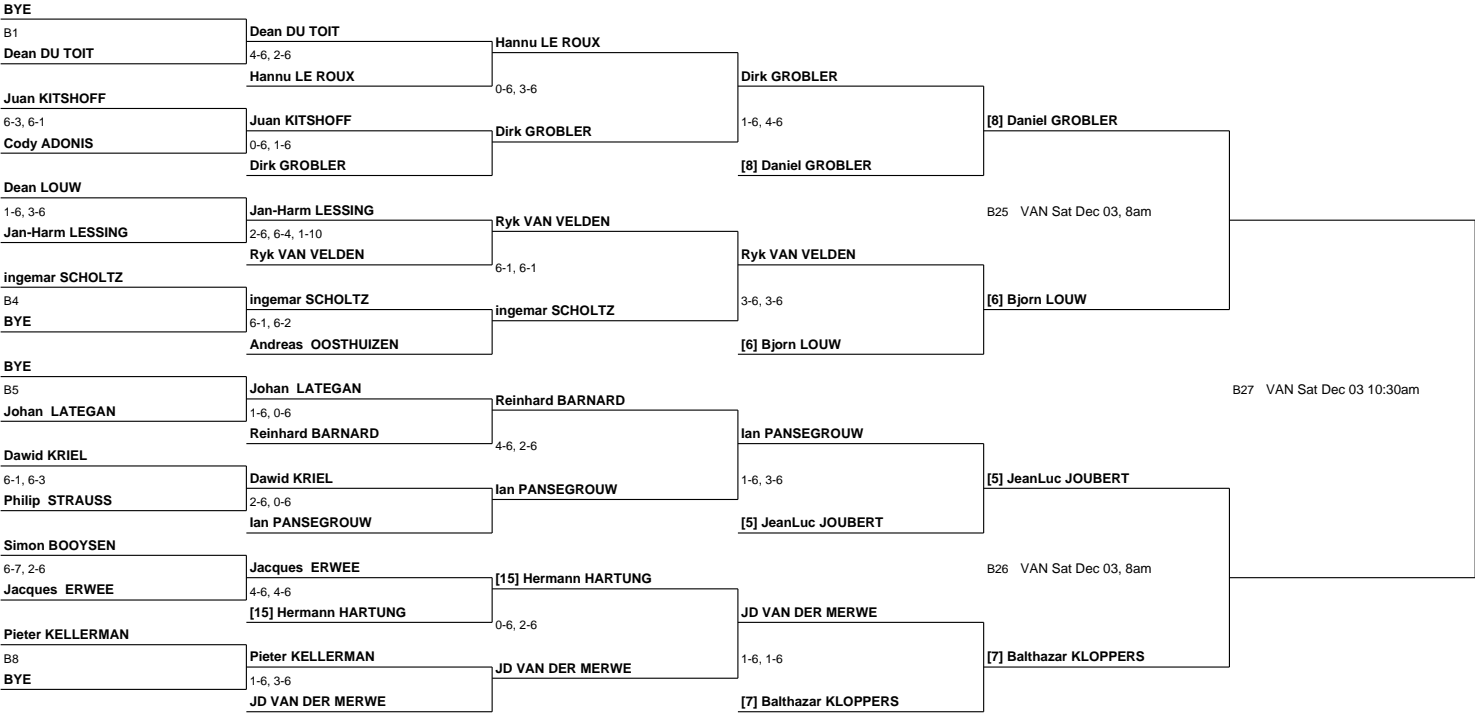 BYE
B1
Dean DU TOIT
Juan KITSHOFF
6-3, 6-1
Cody ADONIS
Dean LOUW
1-6, 3-6
Jan-Harm LESSING
ingemar SCHOLTZ
B4
BYE
BYE
B5
Johan LATEGAN
Dawid KRIEL
6-1, 6-3
Philip STRAUSS
Simon BOOYSEN
6-7, 2-6
Jacques ERWEE
Pieter KELLERMAN
B8
BYE
Dean DU TOIT
4-6, 2-6
Hannu LE ROUX
Juan KITSHOFF
0-6, 1-6
Dirk GROBLER
Jan-Harm LESSING
2-6, 6-4, 1-10
Ryk VAN VELDEN
ingemar SCHOLTZ
6-1, 6-2
Andreas OOSTHUIZEN
Johan LATEGAN
1-6, 0-6
Reinhard BARNARD
Dawid KRIEL
2-6, 0-6
Ian PANSEGROUW
Jacques ERWEE
4-6, 4-6
[15] Hermann HARTUNG
Pieter KELLERMAN
1-6, 3-6
JD VAN DER MERWE
Hannu LE ROUX
0-6, 3-6
Dirk GROBLER
Ryk VAN VELDEN
6-1, 6-1
ingemar SCHOLTZ
Reinhard BARNARD
4-6, 2-6
Ian PANSEGROUW
[15] Hermann HARTUNG
0-6, 2-6
JD VAN DER MERWE
Dirk GROBLER
1-6, 4-6
[8] Daniel GROBLER
Ryk VAN VELDEN
3-6, 3-6
[6] Bjorn LOUW
Ian PANSEGROUW
1-6, 3-6
[5] JeanLuc JOUBERT
JD VAN DER MERWE
1-6, 1-6
[7] Balthazar KLOPPERS
[8] Daniel GROBLER
B25 VAN Sat Dec 03, 8am
[6] Bjorn LOUW
[5] JeanLuc JOUBERT
B26 VAN Sat Dec 03, 8am
[7] Balthazar KLOPPERS
B27 VAN Sat Dec 03 10:30am